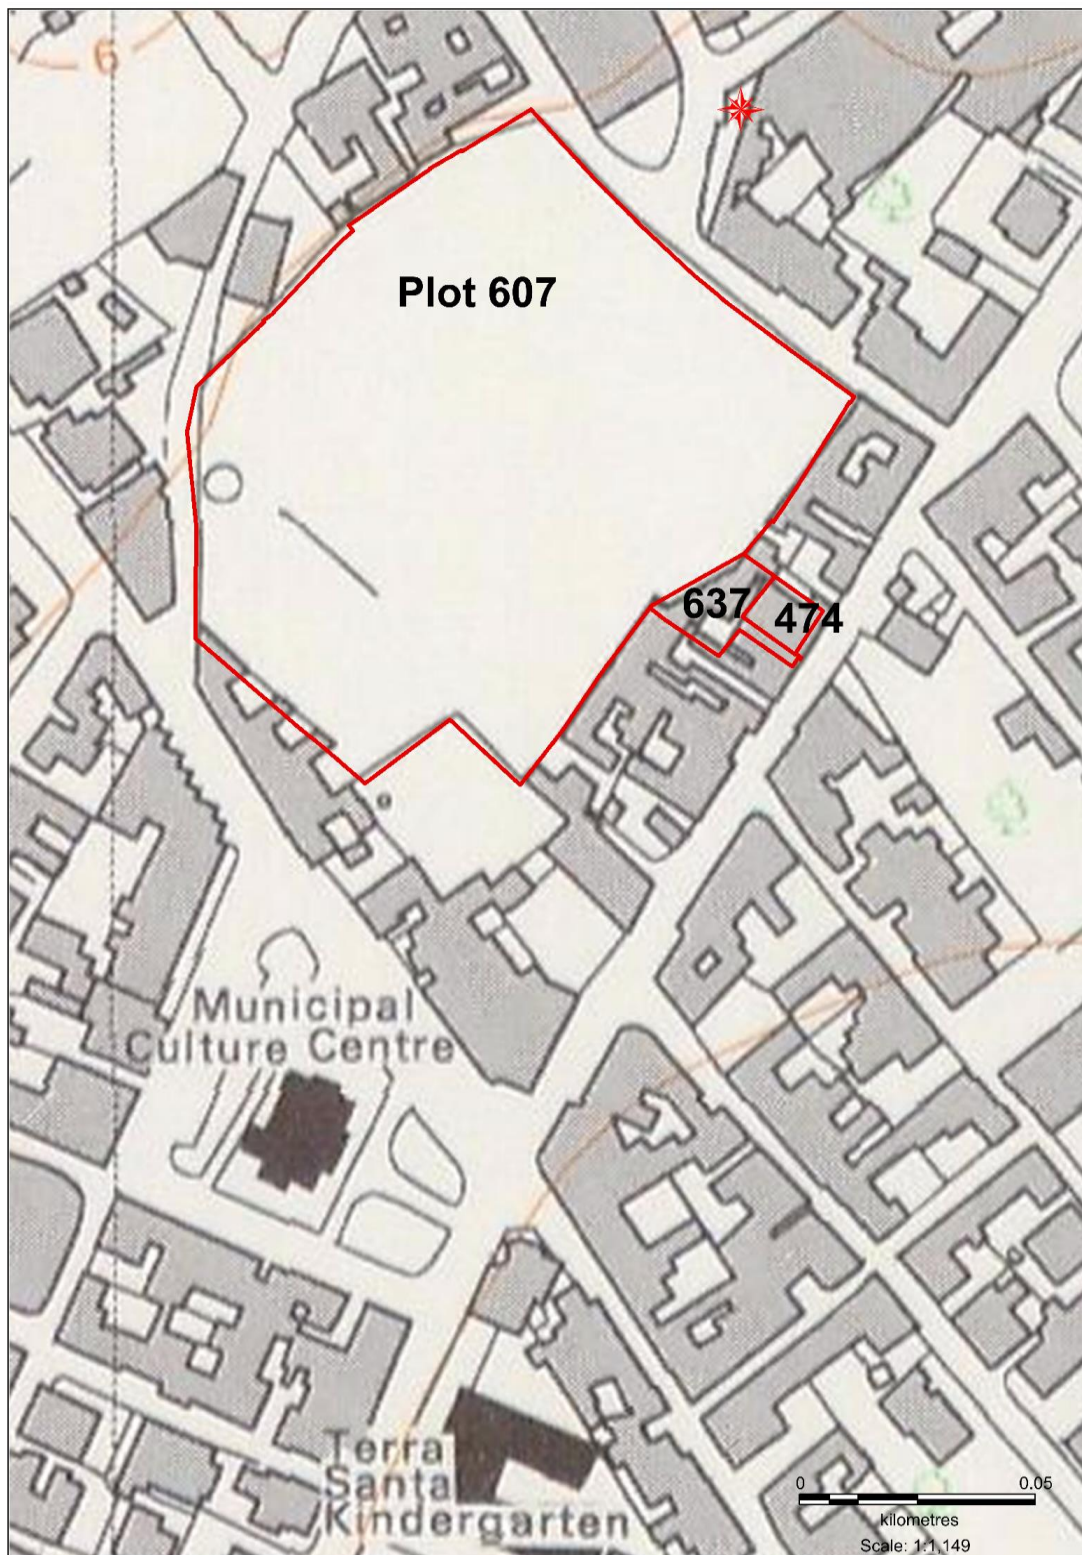 6
Plot 607
637
474
Municipal
Culture Centre
Terra
Santa
Kindergarten
0 0.05
kilometres
Scale: 1:1,149